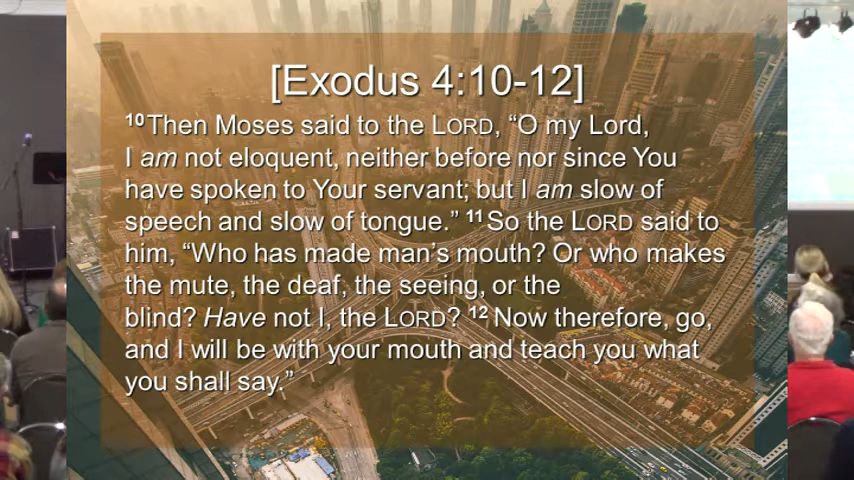 [Exodus 4:10-12]
¹⁰Then Moses said to the LORD, “O my Lord,
I am not eloquent, neither before nor since You
have spoken to Your servant; but I am slow of
speech and slow of tongue.” ¹¹So the LORD said to
him, “Who has made man’s mouth? Or who makes
the mute, the deaf, the seeing, or the
blind? Have not I, the LORD? ¹²Now therefore, go,
and I will be with your mouth and teach you what
you shall say.”